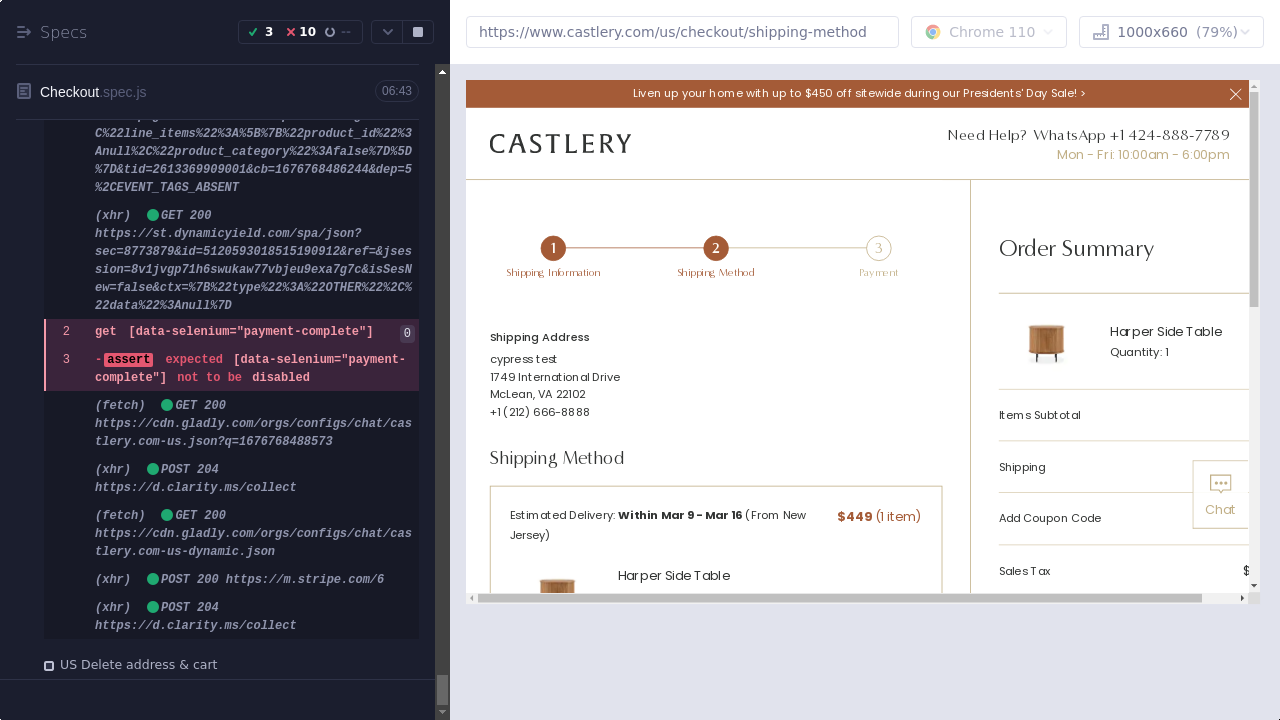 Specs
3
10
--
Checkout.spec.js
06:43
C%22line_items%22%3A%5B%7B%22product_id%22%3
Anull%2C%22product_category%22%3Afalse%7D%5D
%7D&tid=2613369909001&cb=1676768486244&dep=5
%2CEVENT_TAGS_ABSENT
(xhr) GET 200
https://st.dynamicyield.com/spa/json?
sec=8773879&id=5120593018515190912&ref=&jses
sion=8v1jvgp71h6swukaw77vbjeu9exa7g7c&isSesN
ew=false&ctx=%7B%22type%22%3A%22OTHER%22%2C%
22data%22%3Anull%7D
2 get [data-selenium="payment-complete"] 0
3 -assert expected [data-selenium="payment-
complete"] not to be disabled
(fetch) GET 200
https://cdn.gladly.com/orgs/configs/chat/cas
tlery.com-us.json?q=1676768488573
(xhr) POST 204
https://d.clarity.ms/collect
(fetch) GET 200
https://cdn.gladly.com/orgs/configs/chat/cas
tlery.com-us-dynamic.json
(xhr) POST 200 https://m.stripe.com/6
(xhr) POST 204
https://d.clarity.ms/collect
US Delete address & cart
https://www.castlery.com/us/checkout/shipping-method
Chrome 110
1000x660 (79%)
Liven up your home with up to $450 off sitewide during our Presidents' Day Sale! >
CASTLERY
Need Help? WhatsApp +1 424-888-7789
Mon - Fri: 10:00am - 6:00pm
1
2
3
Shipping Information
Shipping Method
Payment
Shipping Address
cypress test
1749 International Drive
McLean, VA 22102
+1 (212) 666-8888
Shipping Method
Estimated Delivery: Within Mar 9 - Mar 16 (From New
Jersey)
$449 (1 item)
Harper Side Table
Order Summary
Harper Side Table
Quantity: 1
Items Subtotal
Shipping
Add Coupon Code
Sales Tax
$
Chat